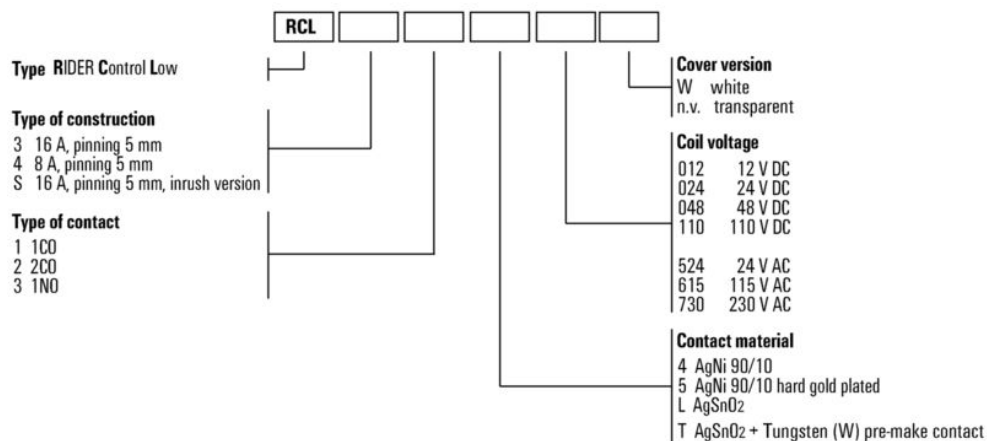 RCL
Type RIDER Control Low
Type of construction
3 16 A, pinning 5 mm
4 8 A, pinning 5 mm
S 16 A, pinning 5 mm, inrush version
Type of contact
1 1CO
2 2CO
3 1NO
Cover version
W white
n.v. transparent
Coil voltage
012 12 V DC
024 24 V DC
048 48 V DC
110 110 V DC
524 24 V AC
615 115 V AC
730 230 V AC
Contact material
4 AgNi 90/10
5 AgNi 90/10 hard gold plated
L AgSnO2
T AgSnO2 + Tungsten (W) pre-make contact